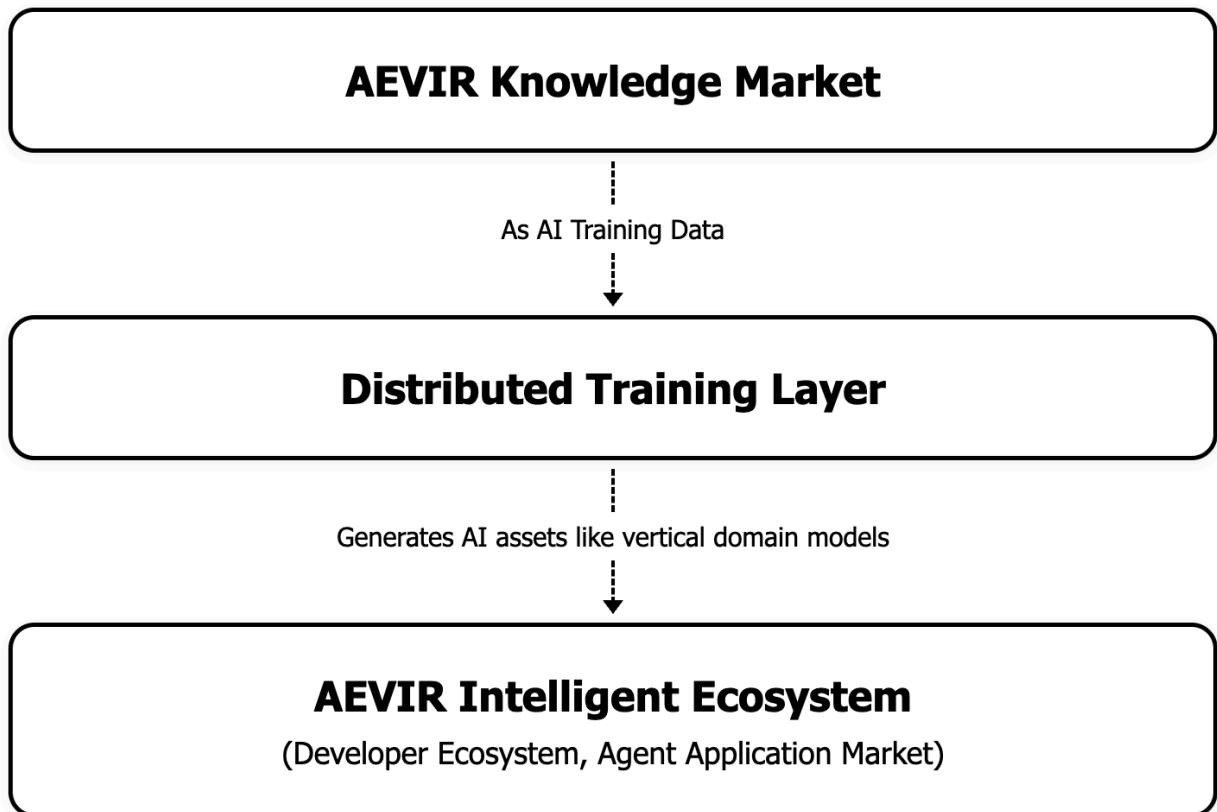 AEVIR Knowledge Market
As AI Training Data
Distributed Training Layer
Generates AI assets like vertical domain models
AEVIR Intelligent Ecosystem
(Developer Ecosystem, Agent Application Market)